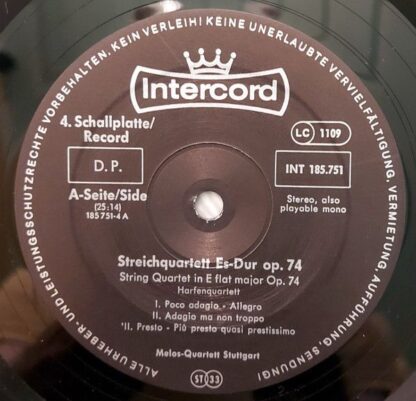 ALLE URHEBER- UND LEISTUNGSSCHUTZRECHTE VORBEHALTEN. KEIN VERLEIH! KEINE UNERLAUBTE VERVIELFÄLTIGUNG, VERMIETUNG, AUFFÜHRUNG, SENDUNG!
Intercord
4. Schallplatte/
Record
LC 1109
D.P.
INT 185.751
A-Seite/Side
(25:14)
185 751-4 A
Stereo, also
playable mono
Streichquartett Es-Dur op. 74
String Quartet in E flat major Op. 74
Harfenquartett
I. Poco adagio - Allegro
II. Adagio ma non troppo
'II. Presto - Più presto quasi prestissimo
Melos-Quartett Stuttgart
ST 33